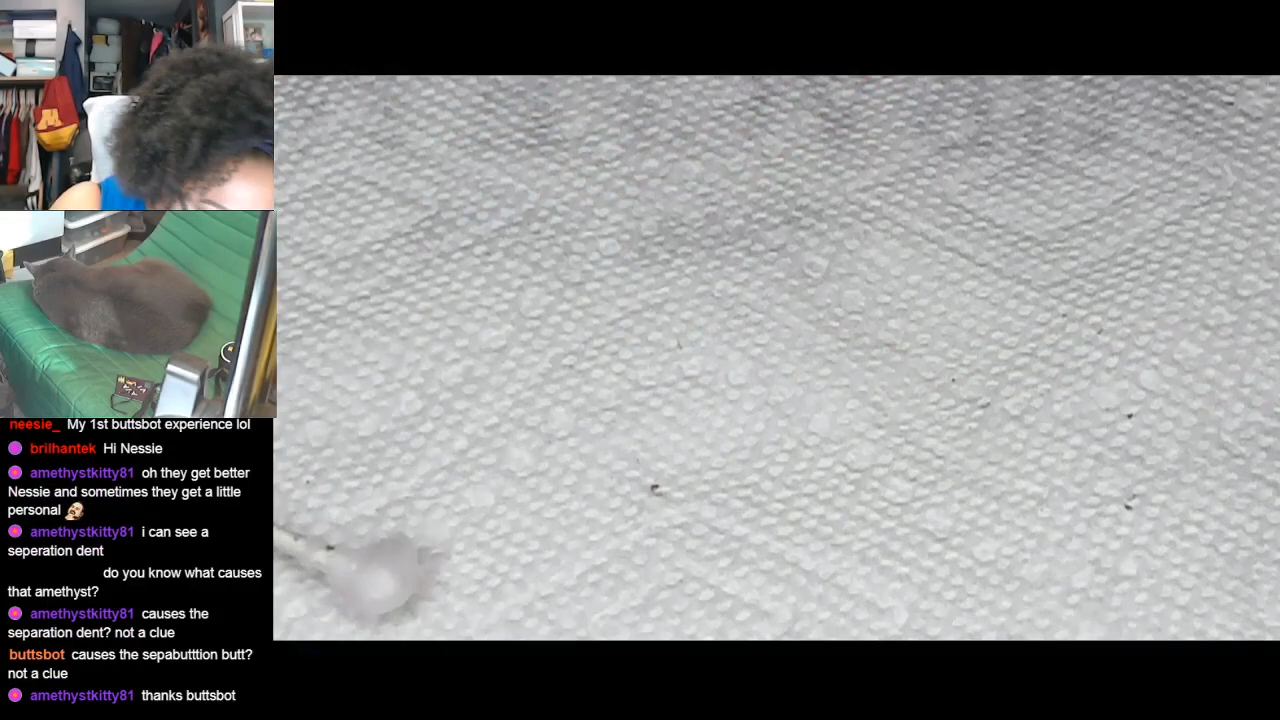 neesie_ My 1st buttsbot experience lol
brilhantek Hi Nessie
amethystkitty81 oh they get better
Nessie and sometimes they get a little
personal
amethystkitty81 i can see a
seperation dent
do you know what causes
that amethyst?
amethystkitty81 causes the
separation dent? not a clue
buttsbot causes the sepabutttion butt?
not a clue
amethystkitty81 thanks buttsbot
M